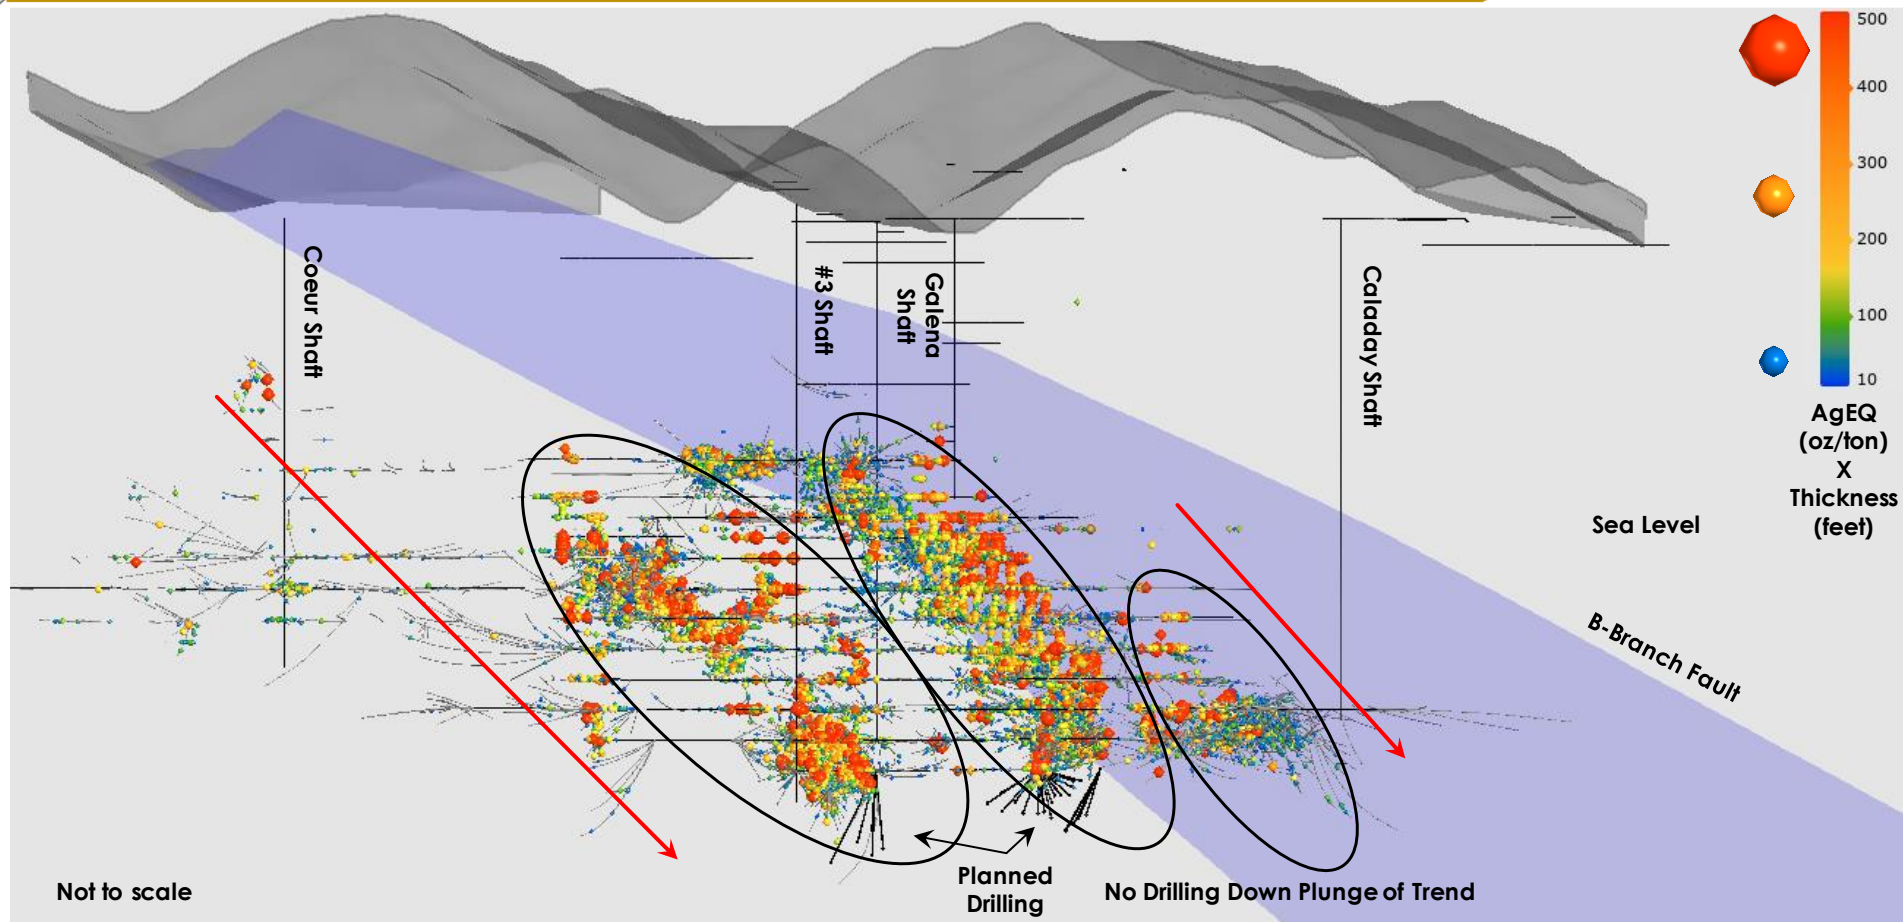 500
400
300
200
100
10
AgEQ
(oz/ton)
X
Thickness
(feet)
Coeur Shaft
#3 Shaft
Galena
Shaft
Caladay Shaft
Sea Level
B-Branch Fault
Planned
Drilling
No Drilling Down Plunge of Trend
Not to scale